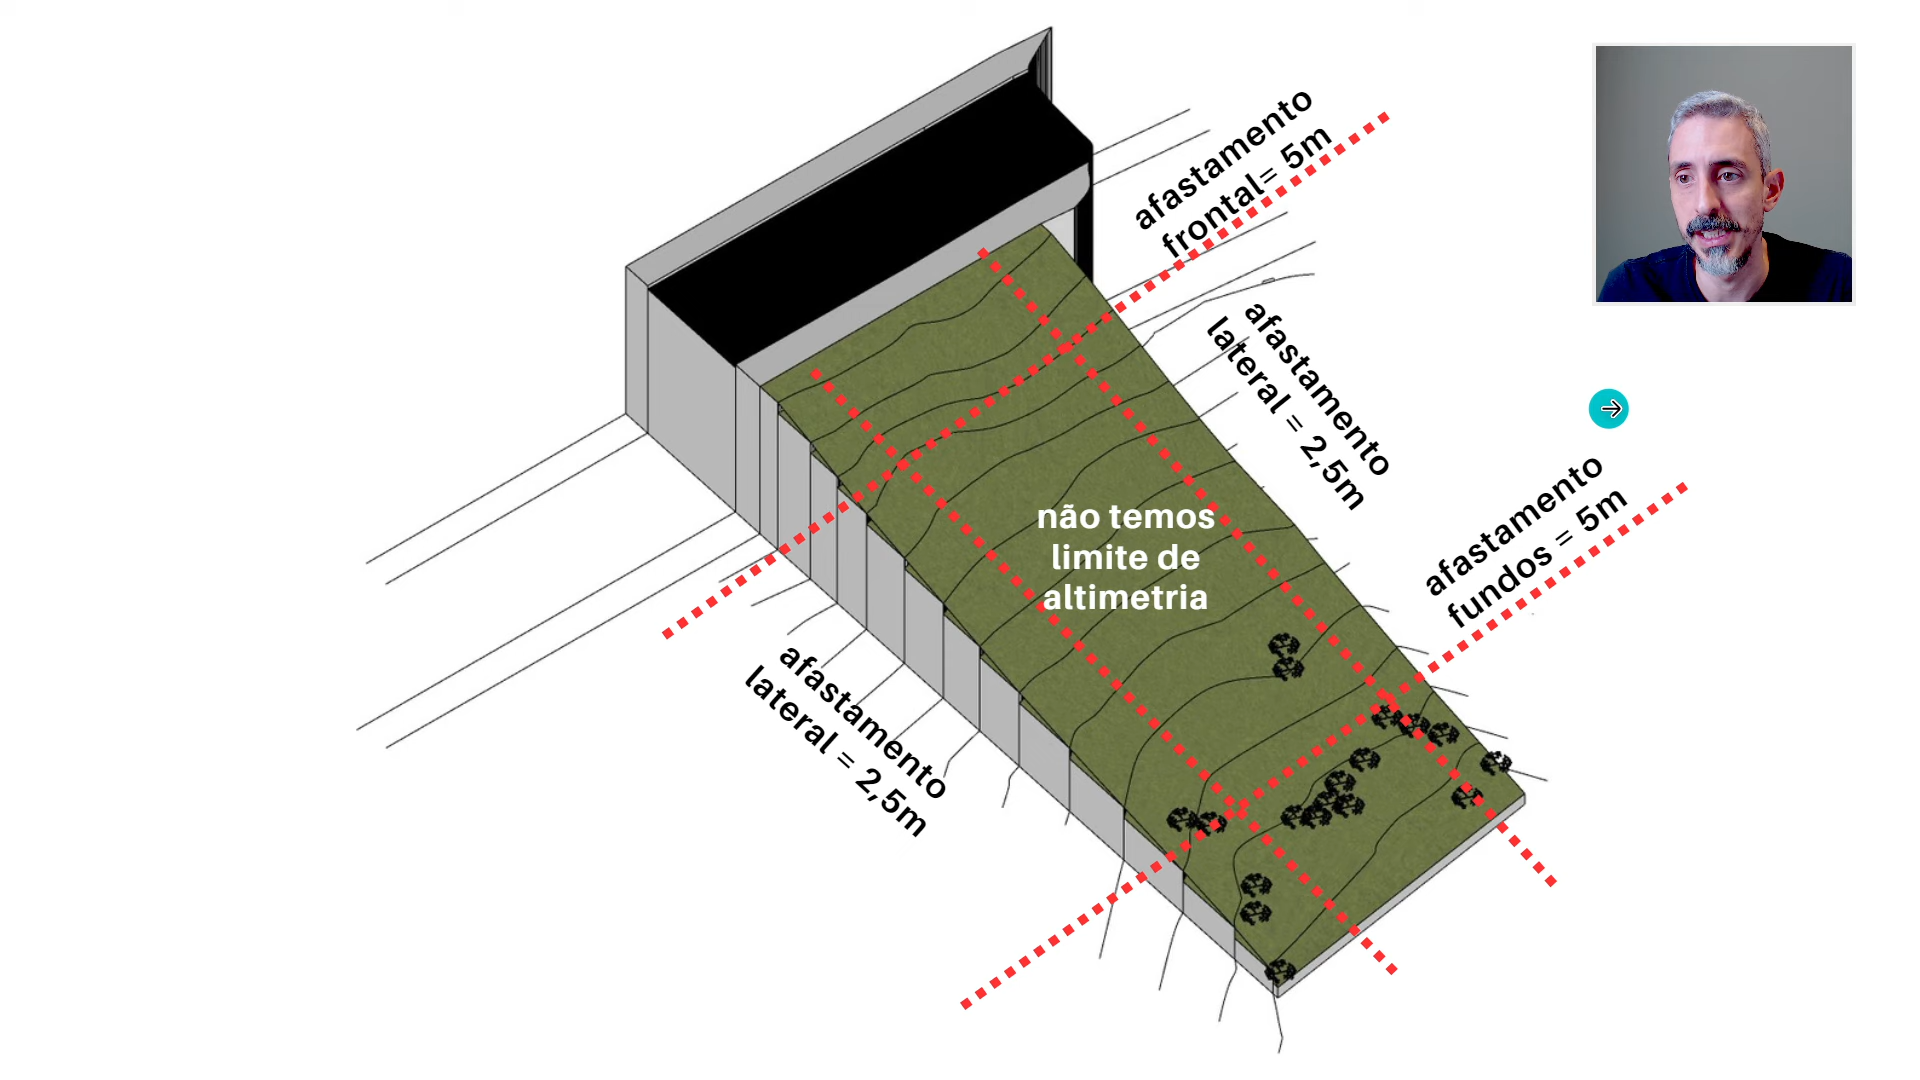 afastamento
frontal= 5m
afastamento
lateral = 2,5m
afastamento
fundos = 5m
não temos
limite de
altimetria
afastamento
lateral = 2,5m